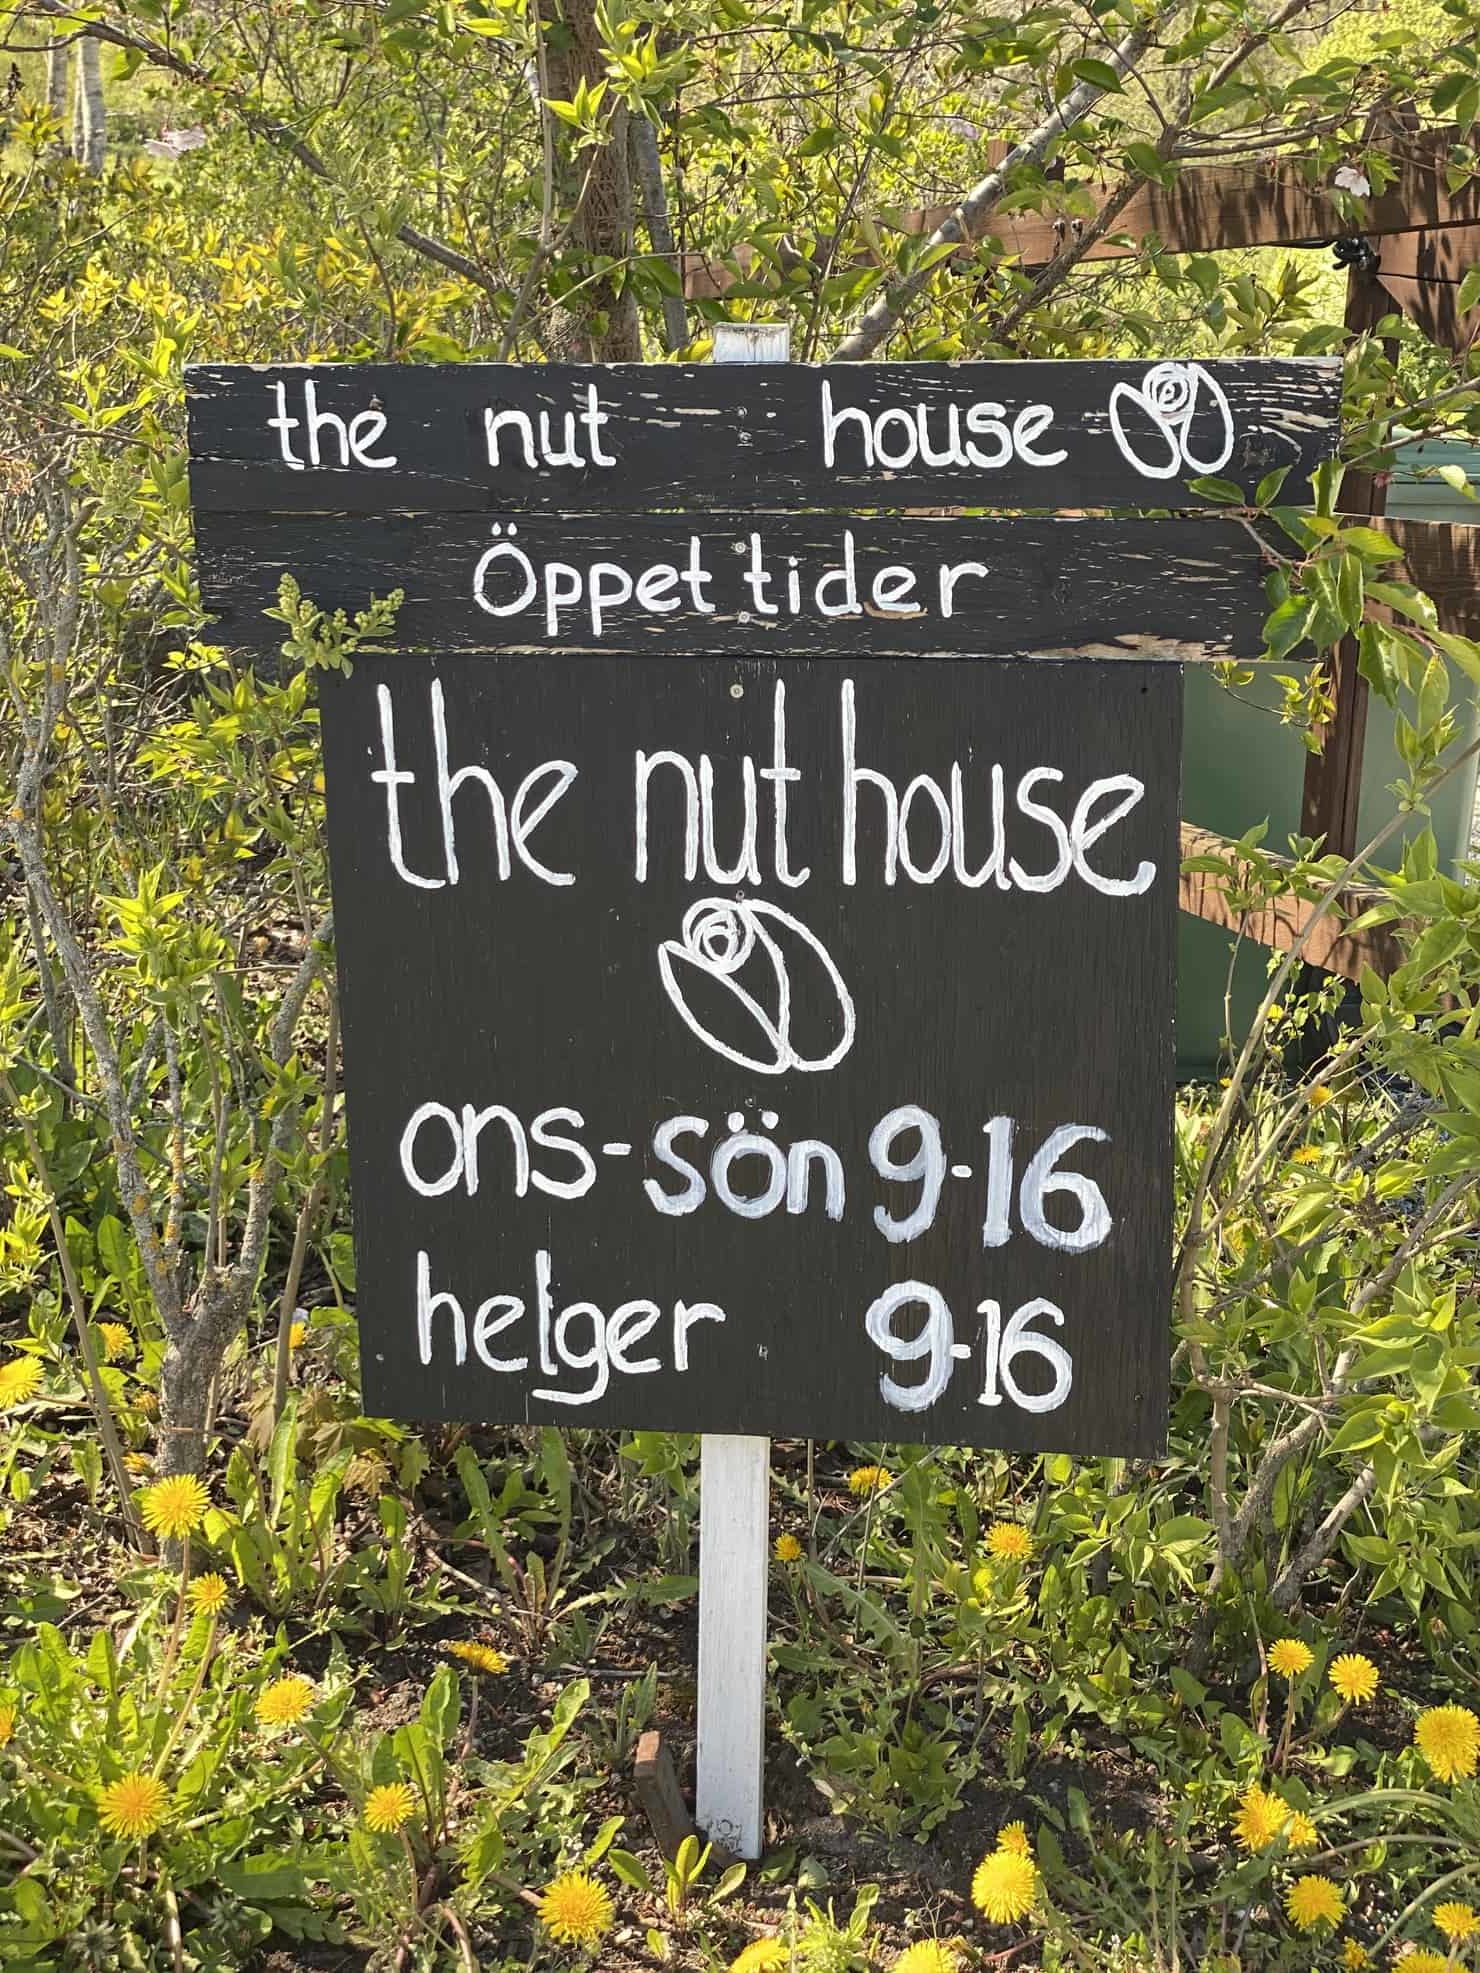 the nut house
Öppet tider
the nut house
ons-sön 9-16
helger 9-16